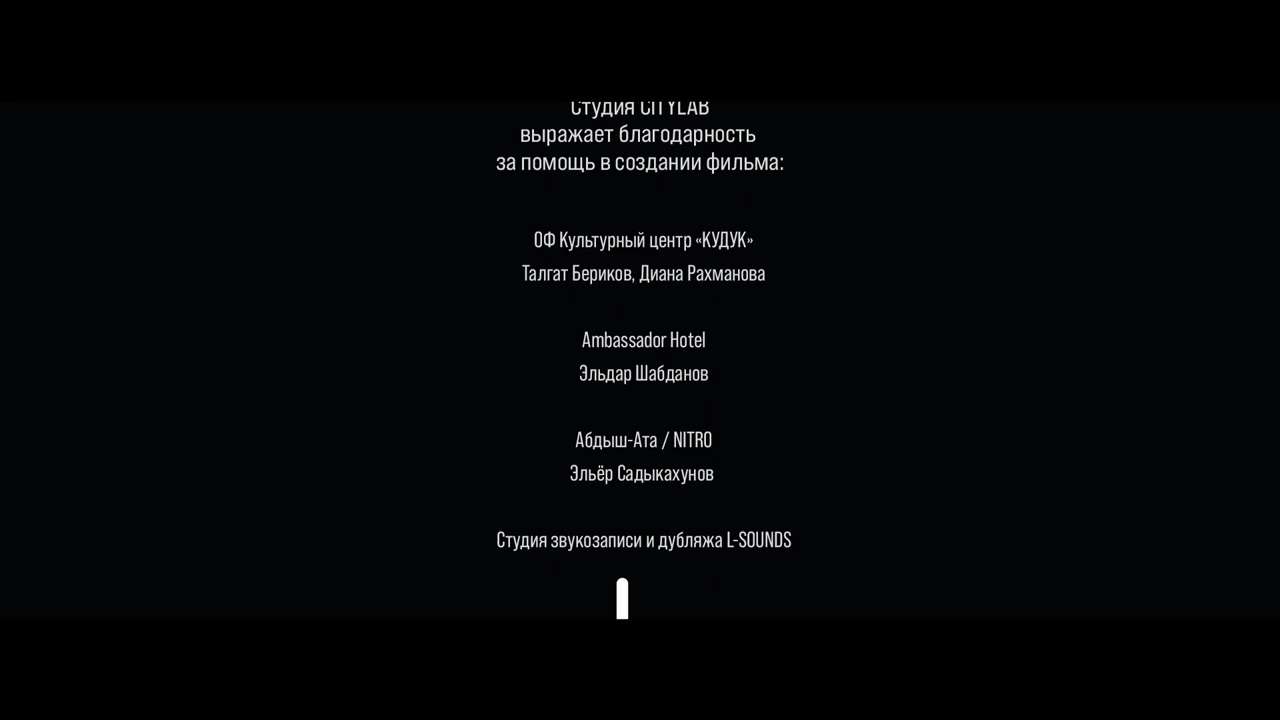 Студия CITYLAB
выражает благодарность
за помощь в создании фильма:
ОФ Культурный центр «КУДУК»
Талгат Бериков, Диана Рахманова
Ambassador Hotel
Эльдар Шабданов
Абдыш-Ата / NITRO
Эльёр Садыкахунов
Студия звукозаписи и дубляжа L-SOUNDS